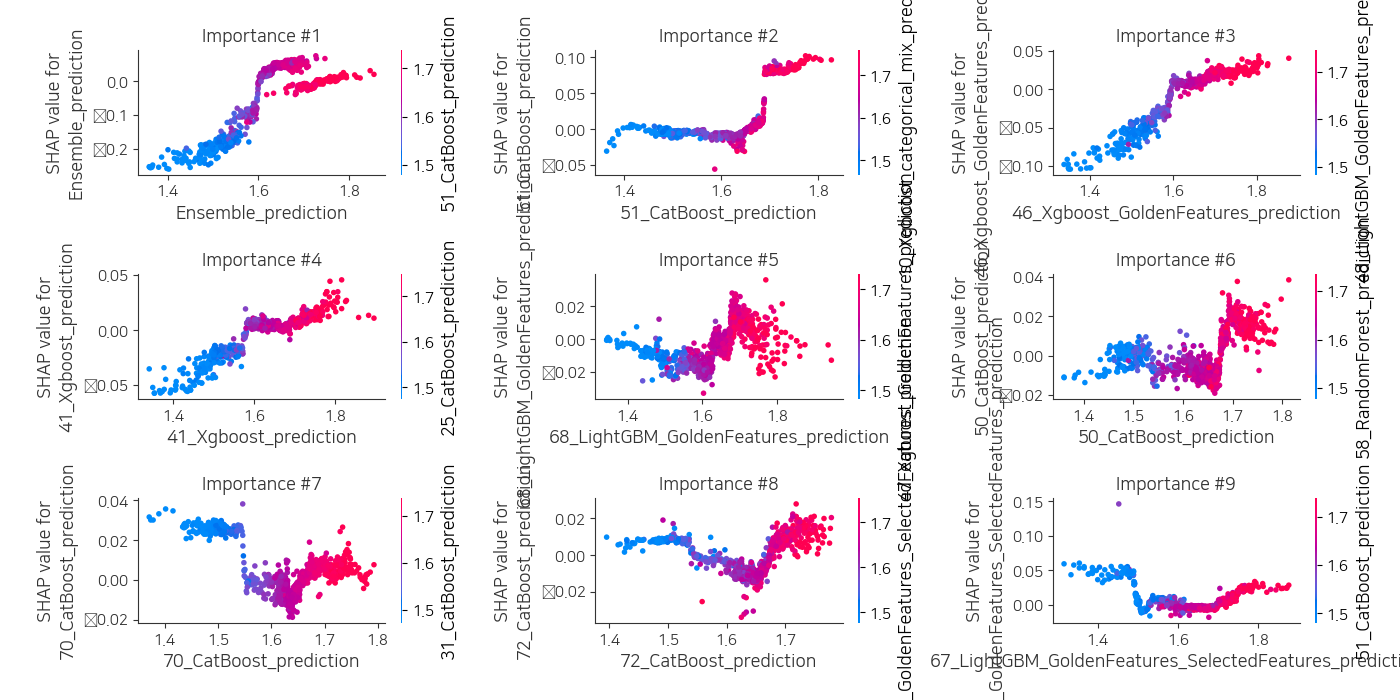 Importance #1
SHAP value for
Ensemble_prediction
0.0
0.1
0.2
1.4
1.6
1.8
Ensemble_prediction
1.7
1.6
1.5
51_CatBoost_prediction
Importance #2
SHAP value for
51_CatBoost_prediction
0.10
0.05
0.00
0.05
1.4
1.6
1.8
51_CatBoost_prediction
1.7
1.6
1.5
Importance #3
SHAP value for
46_Xgboost_GoldenFeatures_prediction
0.05
0.00
0.05
0.10
1.4
1.6
1.8
46_Xgboost_GoldenFeatures_prediction
1.7
1.6
1.5
Importance #4
SHAP value for
41_Xgboost_prediction
0.05
0.00
0.05
1.4
1.6
1.8
41_Xgboost_prediction
1.7
1.6
1.5
25_CatBoost_prediction
Importance #5
SHAP value for
68_LightGBM_GoldenFeatures_prediction
0.02
0.00
0.02
1.4
1.6
1.8
68_LightGBM_GoldenFeatures_prediction
1.7
1.6
1.5
Importance #6
SHAP value for
50_CatBoost_prediction
0.04
0.02
0.00
0.02
1.4
1.5
1.6
1.7
1.8
50_CatBoost_prediction
1.7
1.6
1.5
58_RandomForest_prediction
Importance #7
SHAP value for
70_CatBoost_prediction
0.04
0.02
0.00
0.02
1.4
1.5
1.6
1.7
1.8
70_CatBoost_prediction
1.7
1.6
1.5
31_CatBoost_prediction
Importance #8
SHAP value for
72_CatBoost_prediction
0.02
0.00
0.02
1.4
1.5
1.6
1.7
72_CatBoost_prediction
1.7
1.6
1.5
Importance #9
SHAP value for
_GoldenFeatures_SelectedFeatures_prediction
0.15
0.10
0.05
0.00
1.4
1.6
1.8
67_LightGBM_GoldenFeatures_SelectedFeatures_predicti
1.7
1.6
1.5
51_CatBoost_prediction